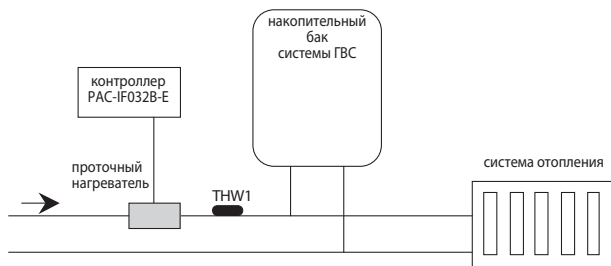 накопительный
бак
системы ГВС
контроллер
PAC-IF032B-E
проточный
нагреватель
THW1
система отопления